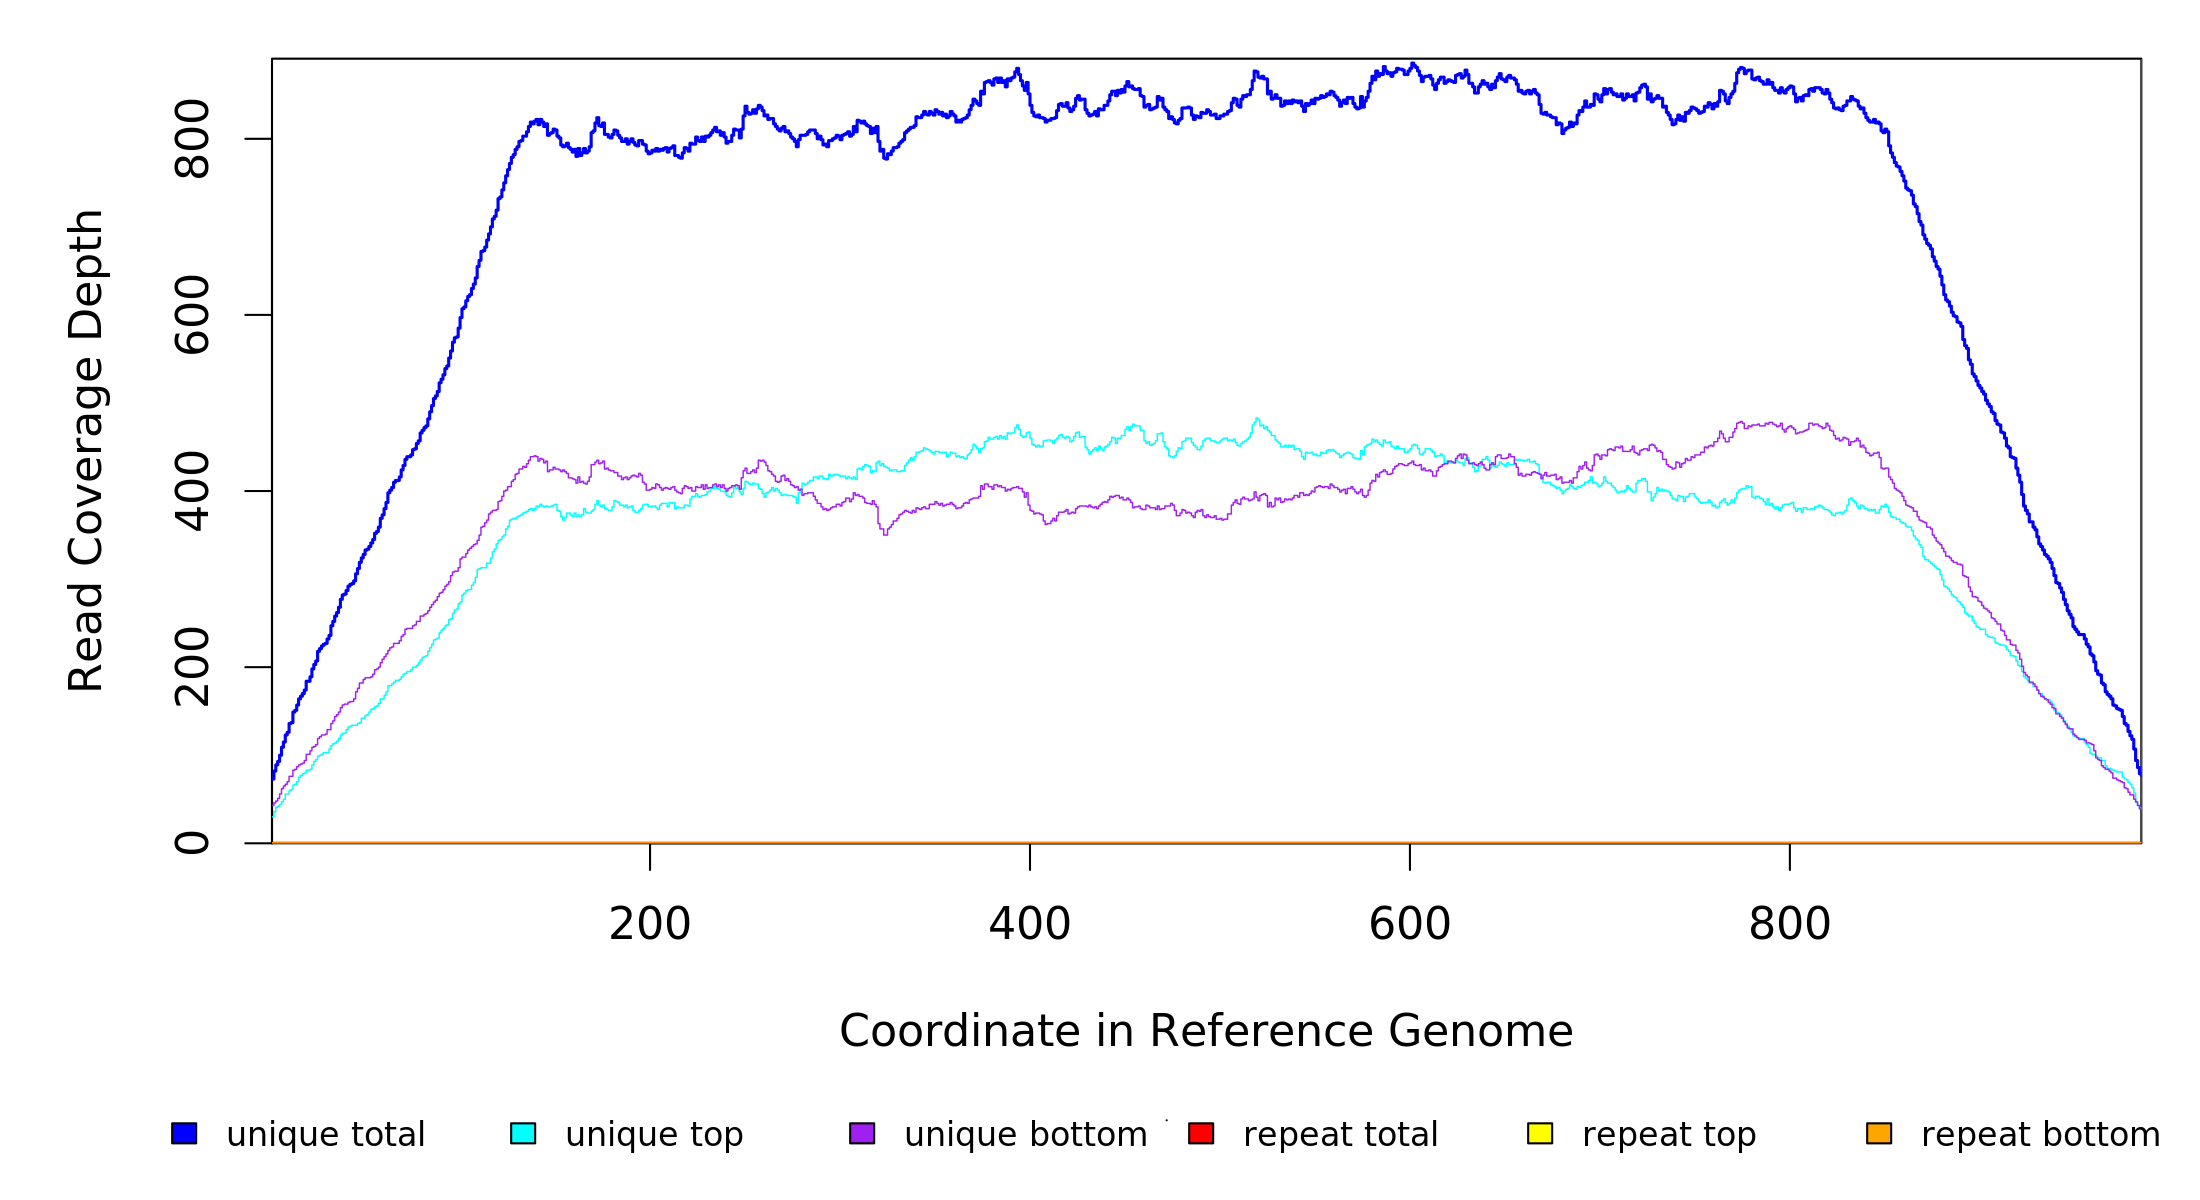 Read Coverage Depth
800
600
400
200
0
200 400 600 800
Coordinate in Reference Genome
unique total unique top unique bottom repeat total repeat top repeat bottom